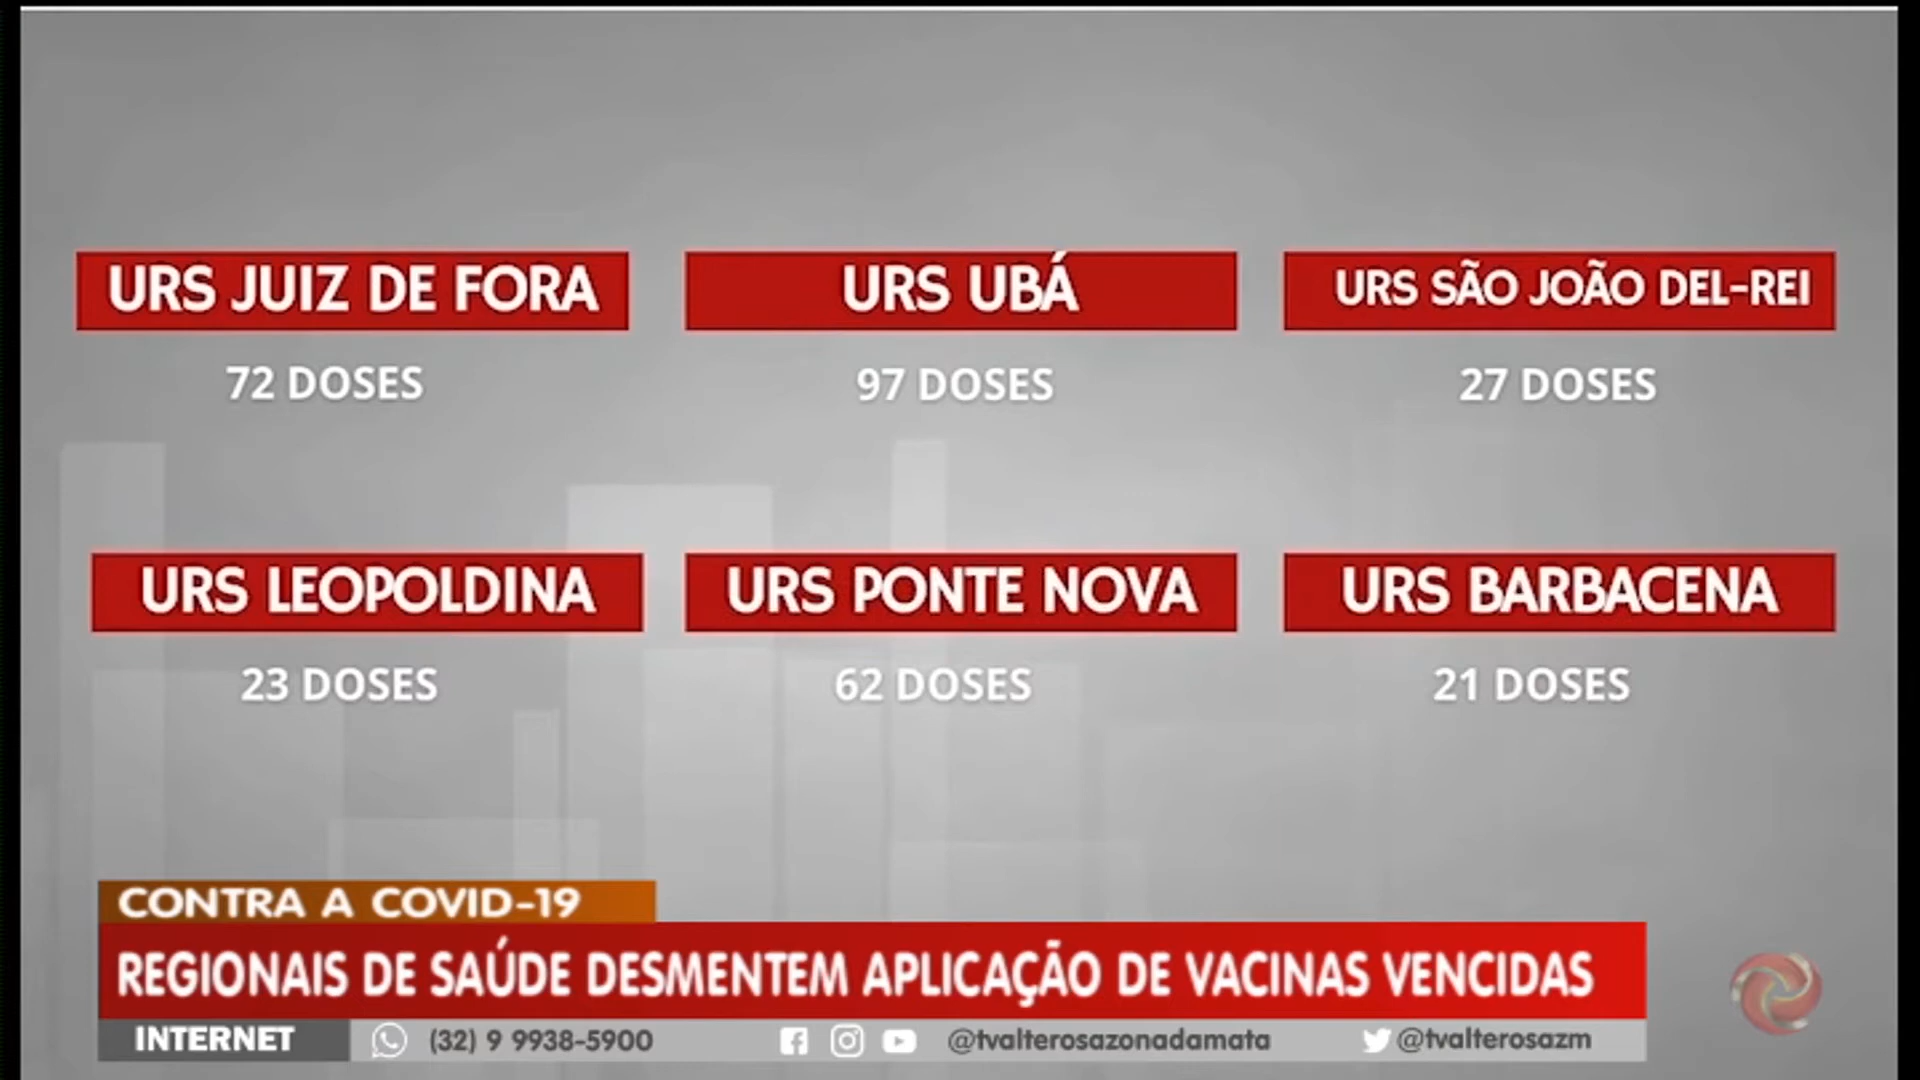 URS JUIZ DE FORA
72 DOSES
URS UBÁ
97 DOSES
URS SÃO JOÃO DEL-REI
27 DOSES
URS LEOPOLDINA
23 DOSES
URS PONTE NOVA
62 DOSES
URS BARBACENA
21 DOSES
CONTRA A COVID-19
REGIONAIS DE SAÚDE DESMENTEM APLICAÇÃO DE VACINAS VENCIDAS
INTERNET (32) 9 9938-5900 @tvalterosazonadamata @tvalterosazm